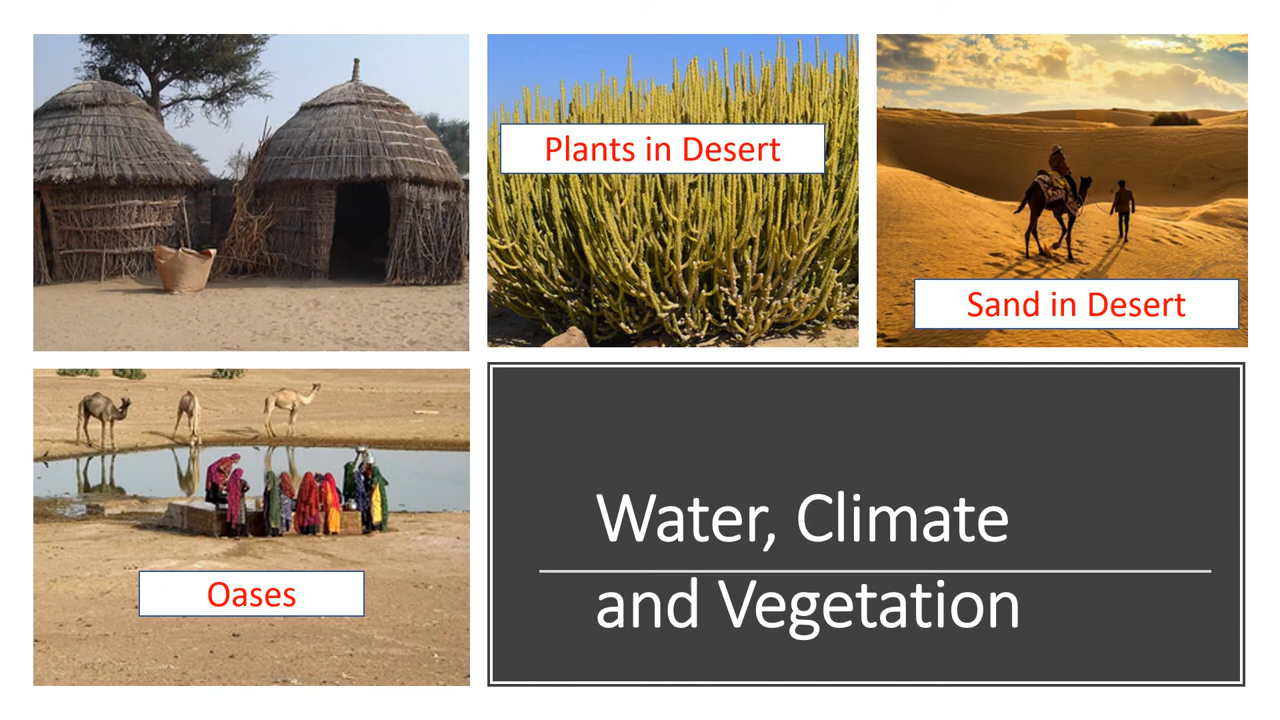 Plants in Desert
Sand in Desert
Oases
Water, Climate
and Vegetation